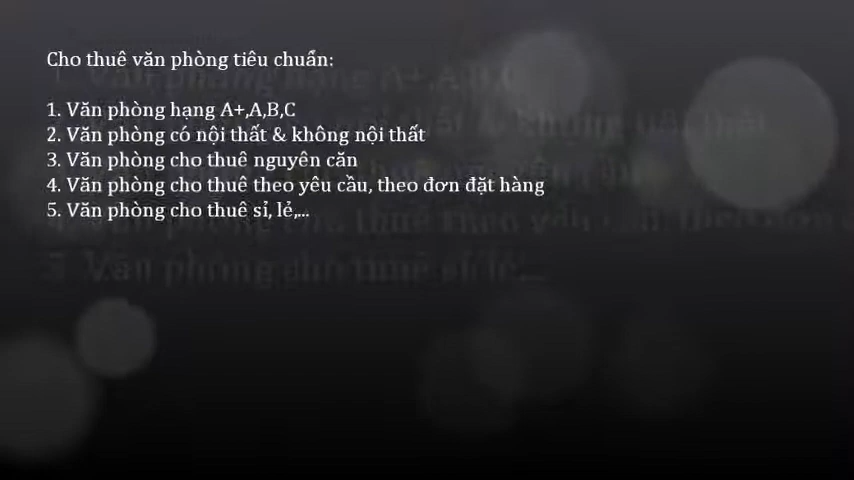 Cho thuê văn phòng tiêu chuẩn:
1. Văn phòng hạng A+,A,B,C
2. Văn phòng có nội thất & không nội thất
3. Văn phòng cho thuê nguyên căn
4. Văn phòng cho thuê theo yêu cầu, theo đơn đặt hàng
5. Văn phòng cho thuê sỉ, lẻ,...